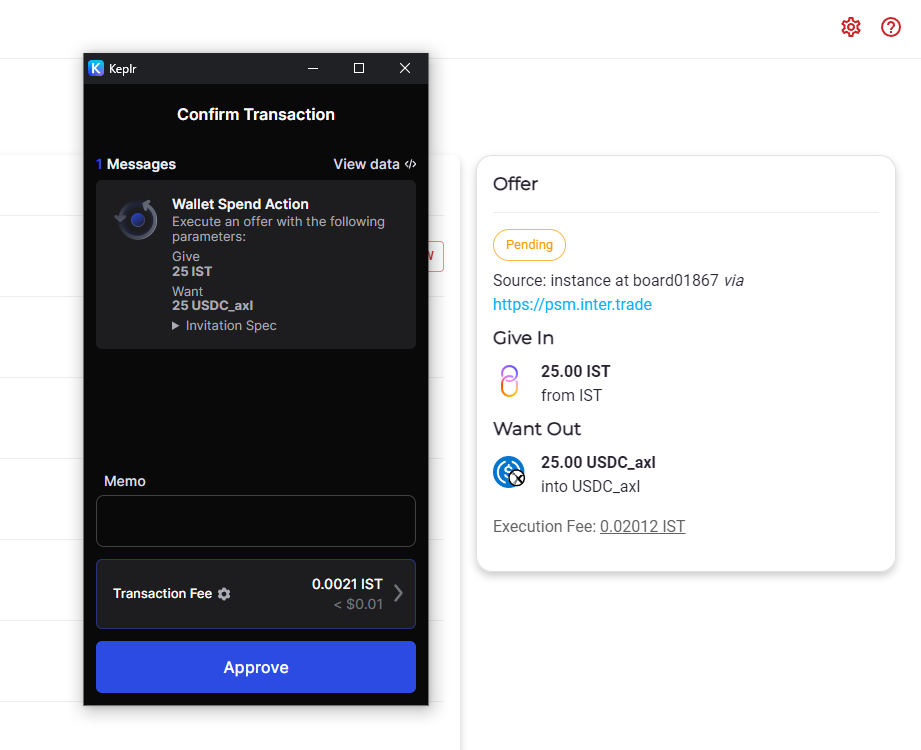 Keplr
Confirm Transaction
1 Messages
View data </>
Wallet Spend Action
Execute an offer with the following
parameters:
Give
25 IST
Want
25 USDC_axl
Invitation Spec
Memo
Transaction Fee
0.0021 IST
< $0.01
Approve
Offer
Pending
Source: instance at board01867 via
https://psm.inter.trade
Give In
25.00 IST
from IST
Want Out
25.00 USDC_axl
into USDC_axl
Execution Fee: 0.02012 IST